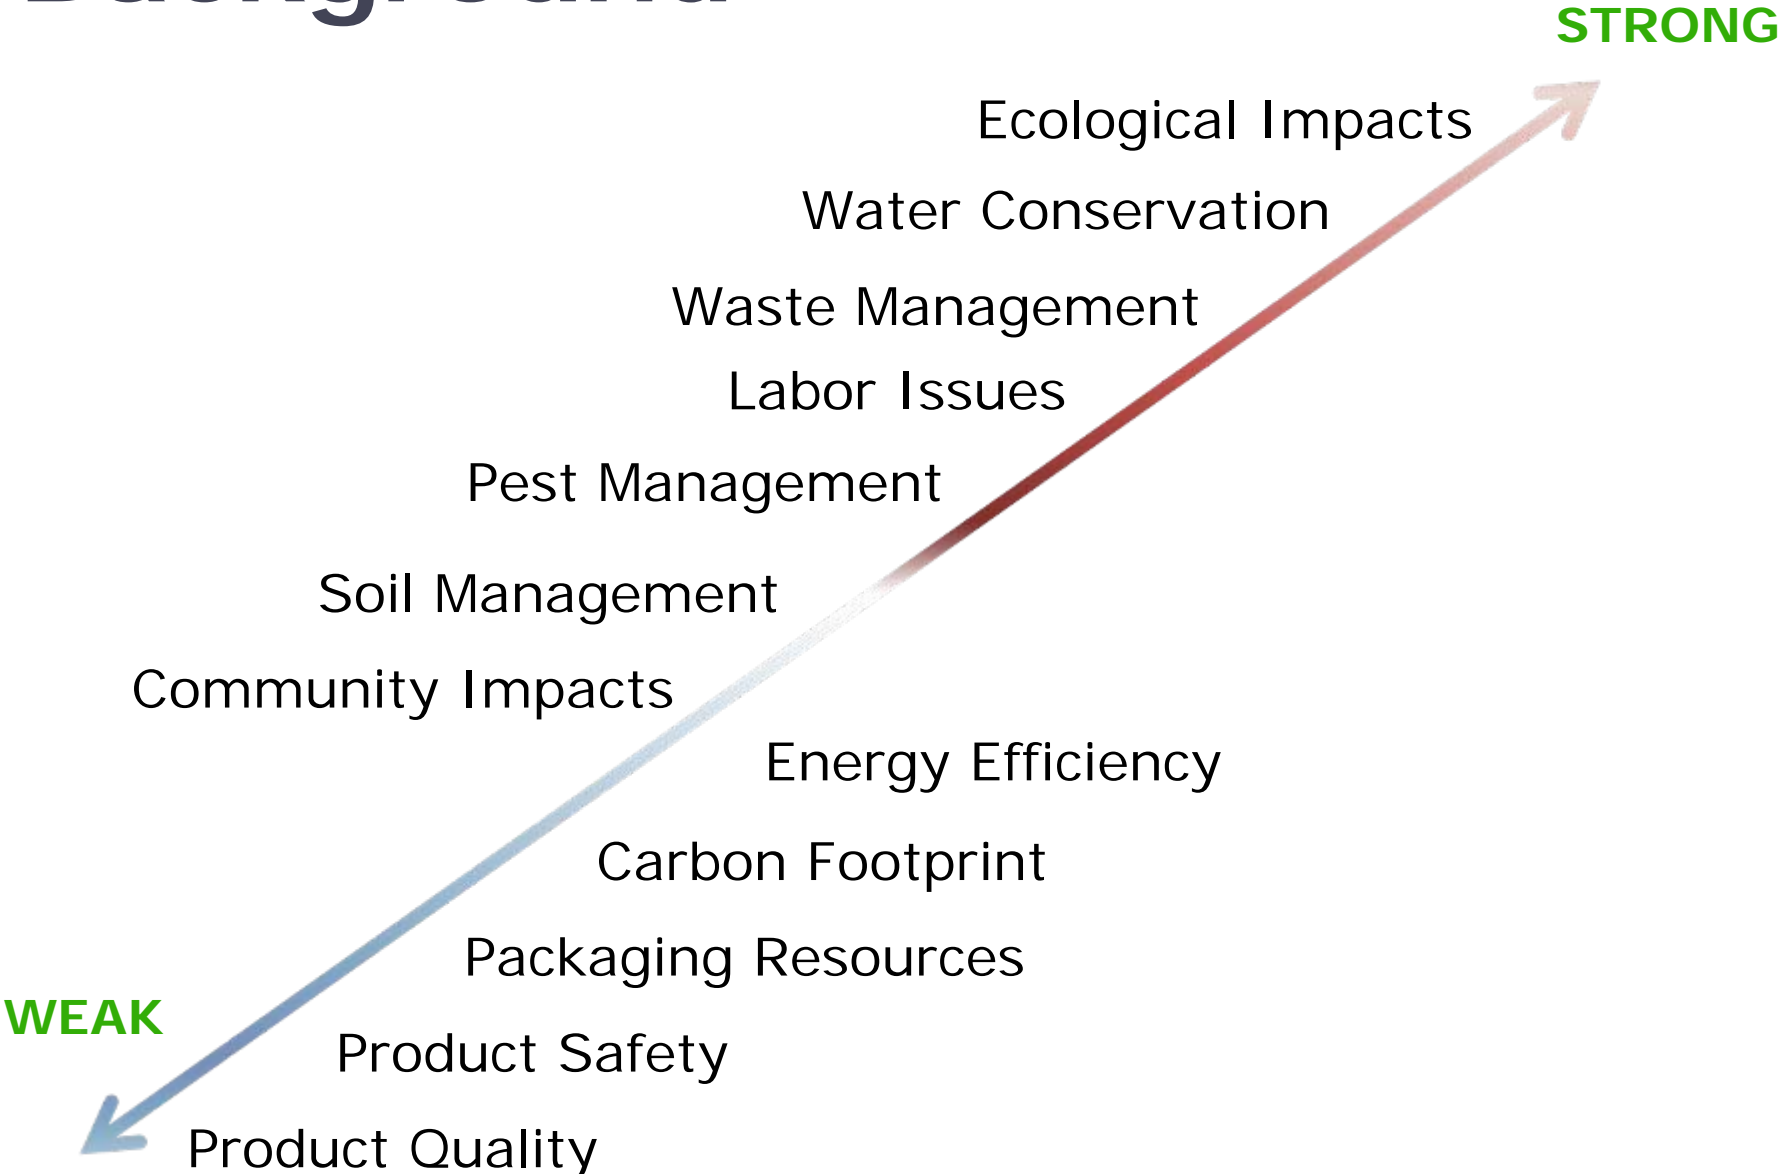 Background
STRONG
Ecological Impacts
Water Conservation
Waste Management
Labor Issues
Pest Management
Soil Management
Community Impacts
Energy Efficiency
Carbon Footprint
Packaging Resources
WEAK
Product Safety
Product Quality